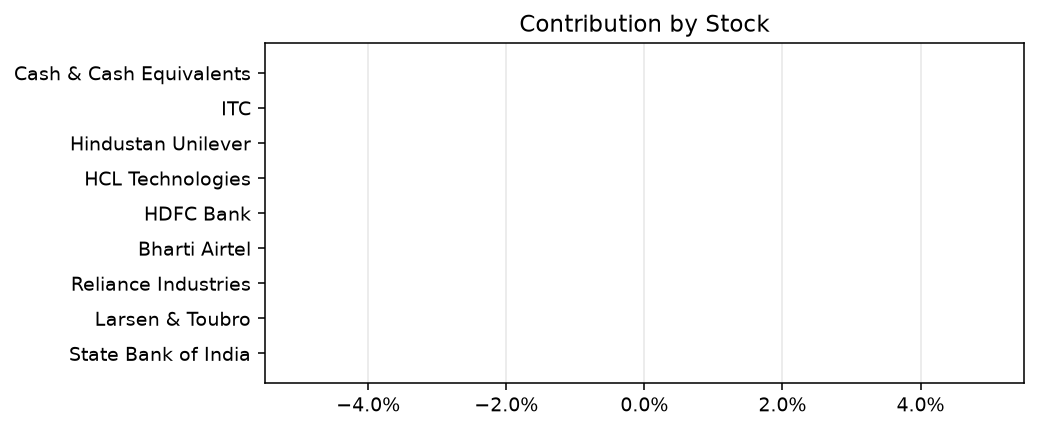 Contribution by Stock
Cash & Cash Equivalents
ITC
Hindustan Unilever
HCL Technologies
HDFC Bank
Bharti Airtel
Reliance Industries
Larsen & Toubro
State Bank of India
−4.0% −2.0% 0.0% 2.0% 4.0%